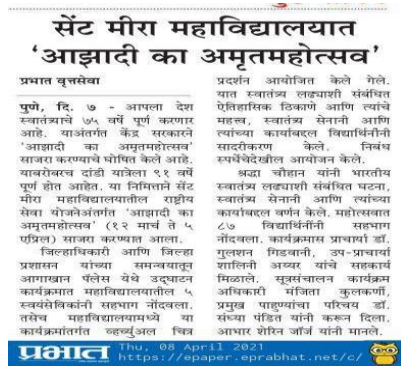 सेंट मीरा महाविद्यालयात
‘आझादी का अमृतमहोत्सव’
प्रभात वृत्तसेवा
पुणे, दि. ७ - आपला देश
स्वातंत्र्याचे ७५ वर्षे पूर्ण करणार
आहे. याअंतर्गत केंद्र सरकारने
‘आझादी का अमृतमहोत्सव’
साजरा करण्याचे घोषित केले आहे.
याबरोबरच दांडी यात्रेला ९१ वर्षे
पूर्ण होत आहेत. या निमित्ताने सेंट
मीरा महाविद्यालयातील राष्ट्रीय
सेवा योजनेअंतर्गत ‘आझादी का
अमृतमहोत्सव’ (१२ मार्च ते ५
एप्रिल) साजरा करण्यात आला.
जिल्हाधिकारी आणि जिल्हा
प्रशासन यांच्या समन्वयातून
आगाखान पॅलेस येथे उद्‌घाटन
कार्यक्रमात महाविद्यालयातील ५
स्वयंसेविकांनी सहभाग नोंदवला.
तसेच महाविद्यालयामध्ये या
कार्यक्रमांतर्गत व्हर्च्युअल चित्र
प्रदर्शन आयोजित केले गेले.
यात स्वातंत्र्य लढ्याशी संबंधित
ऐतिहासिक ठिकाणे आणि त्यांचे
महत्त्व, स्वातंत्र्य सेनानी आणि
त्यांच्या कार्याबद्दल विद्यार्थिनींनी
सादरीकरण केले. निबंध
स्पर्धेचेदेखील आयोजन केले.
श्रद्धा चौहान यांनी भारतीय
स्वातंत्र्य लढ्याशी संबंधित घटना,
स्वातंत्र्य सेनानी आणि त्यांच्या
कार्याबद्दल वर्णन केले. महोत्सवात
८७ विद्यार्थिनींनी सहभाग
नोंदवला. कार्यक्रमास प्राचार्या डॉ.
गुलशन गिडवानी, उप-प्राचार्या
शालिनी अय्यर यांचे सहकार्य
मिळाले. सूत्रसंचालन कार्यक्रम
अधिकारी मंजिता कुलकर्णी,
प्रमुख पाहुण्यांचा परिचय डॉ.
संध्या पंडित यांनी करून दिला.
आभार शेरिन जॉर्ज यांनी मानले.
प्रभात Thu, 08 April 2021
https://epaper.eprabhat.net/c/